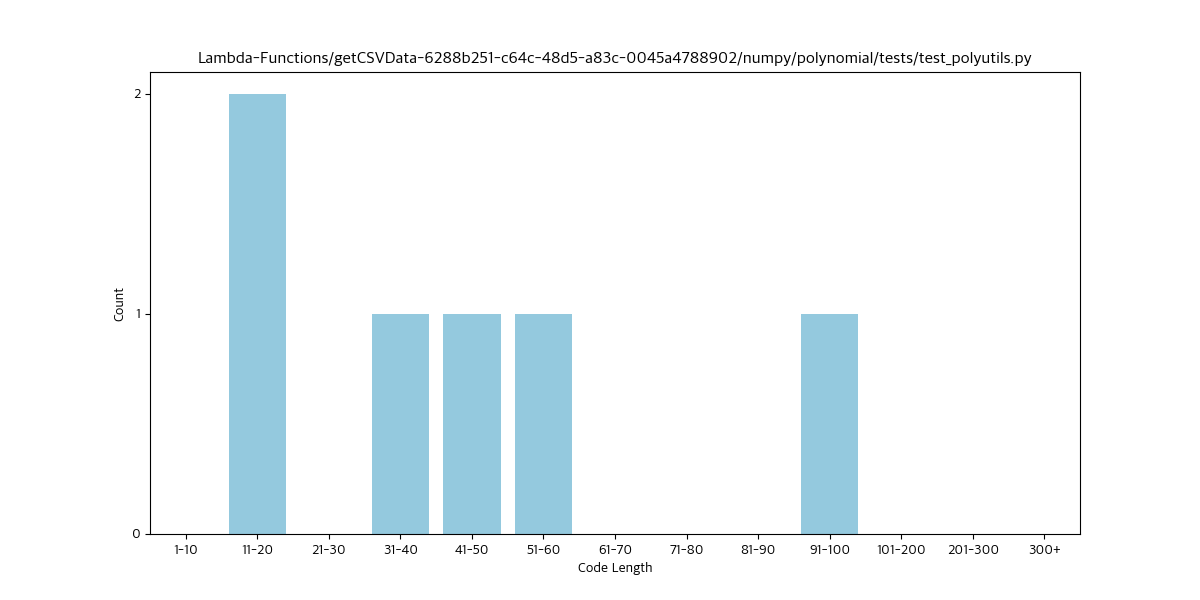 Lambda-Functions/getCSVData-6288b251-c64c-48d5-a83c-0045a4788902/numpy/polynomial/tests/test_polyutils.py
2
1
0
Count
1-10 11-20 21-30 31-40 41-50 51-60 61-70 71-80 81-90 91-100 101-200 201-300 300+
Code Length